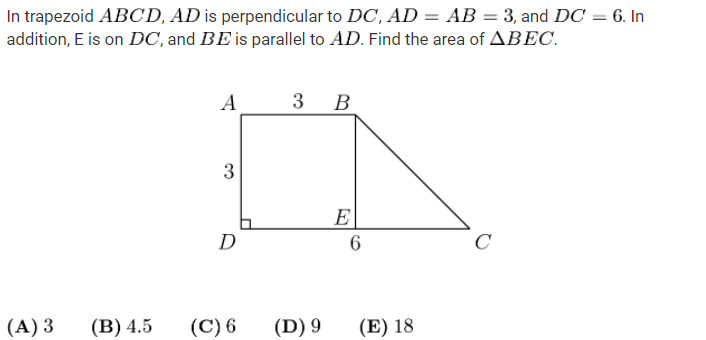 In trapezoid ABCD, AD is perpendicular to DC, AD = AB = 3, and DC = 6. In
addition, E is on DC, and BE is parallel to AD. Find the area of ΔBEC.
A 3 B
3
E
D 6 C
(A) 3 (B) 4.5 (C) 6 (D) 9 (E) 18